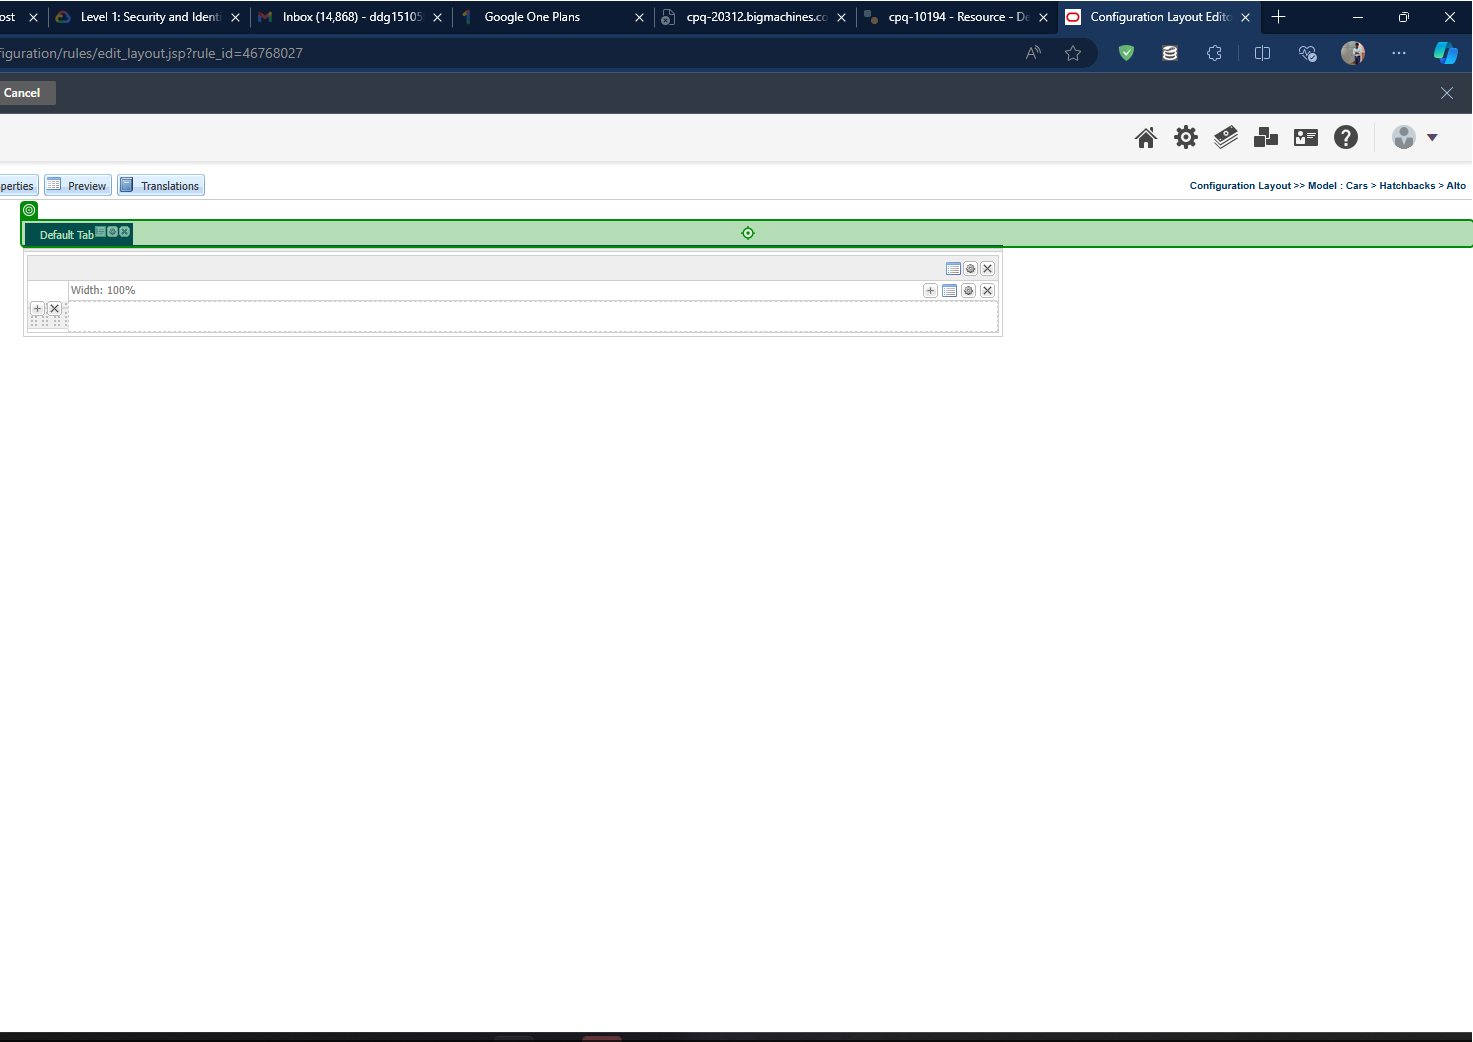 ost
Level 1: Security and Identi
Inbox (14,868) - ddg15105
Google One Plans
cpq-20312.bigmachines.co
cpq-10194 - Resource - De
Configuration Layout Edito
figuration/rules/edit_layout.jsp?rule_id=46768027
Cancel
perties
Preview
Translations
Configuration Layout >> Model : Cars > Hatchbacks > Alto
Default Tab
Width: 100%